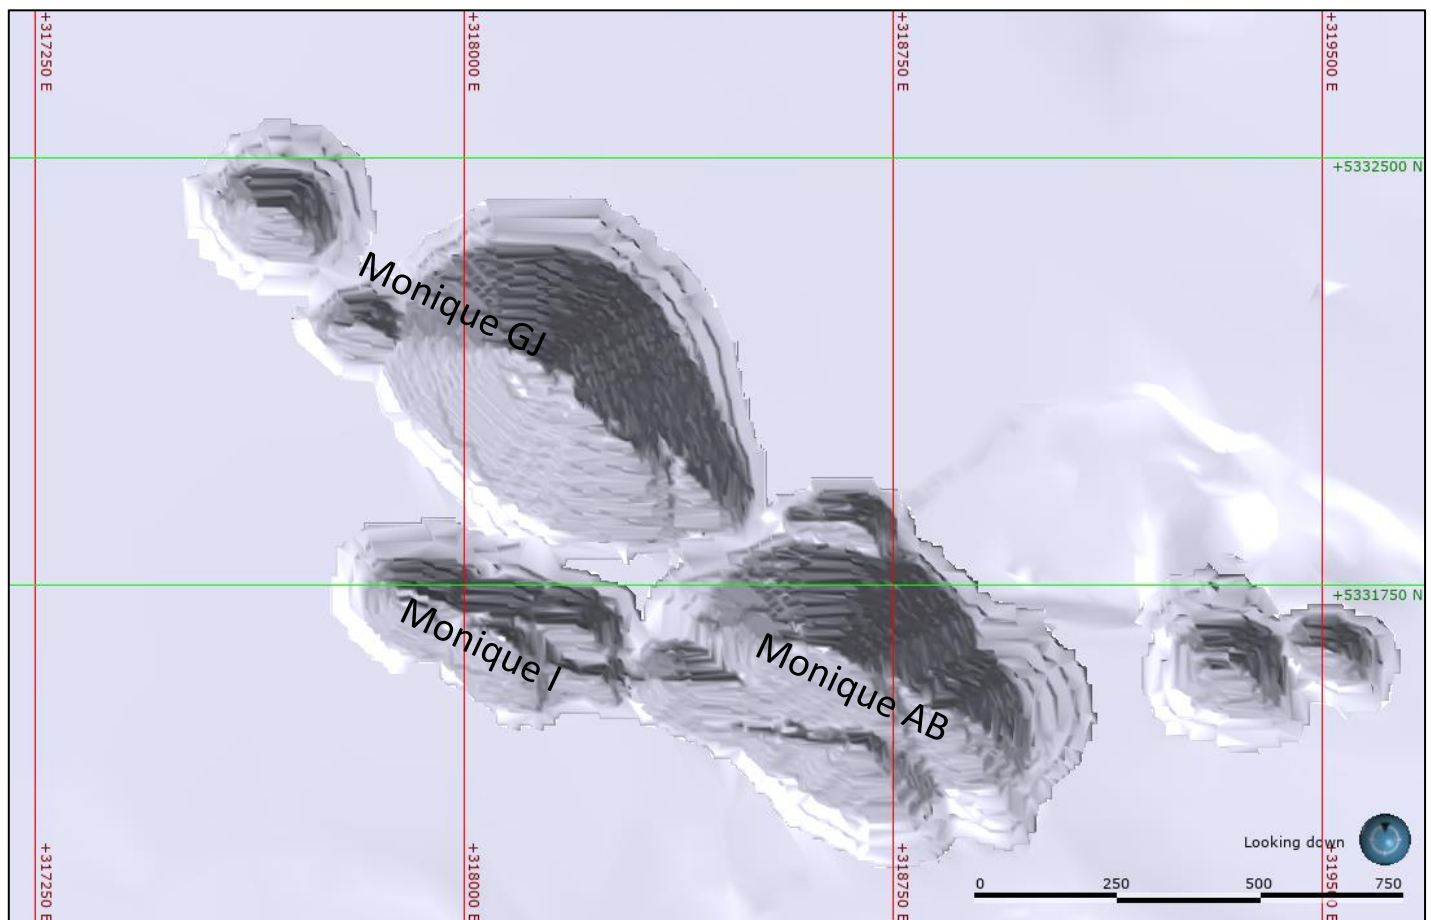 +317250 E
+318000 E
+318750 E
+319500 E
+5332500 N
Monique GJ
+5331750 N
Monique I
Monique AB
Looking down
+317250 E
+318000 E
+318750 E
+319500 E
0 250 500 750